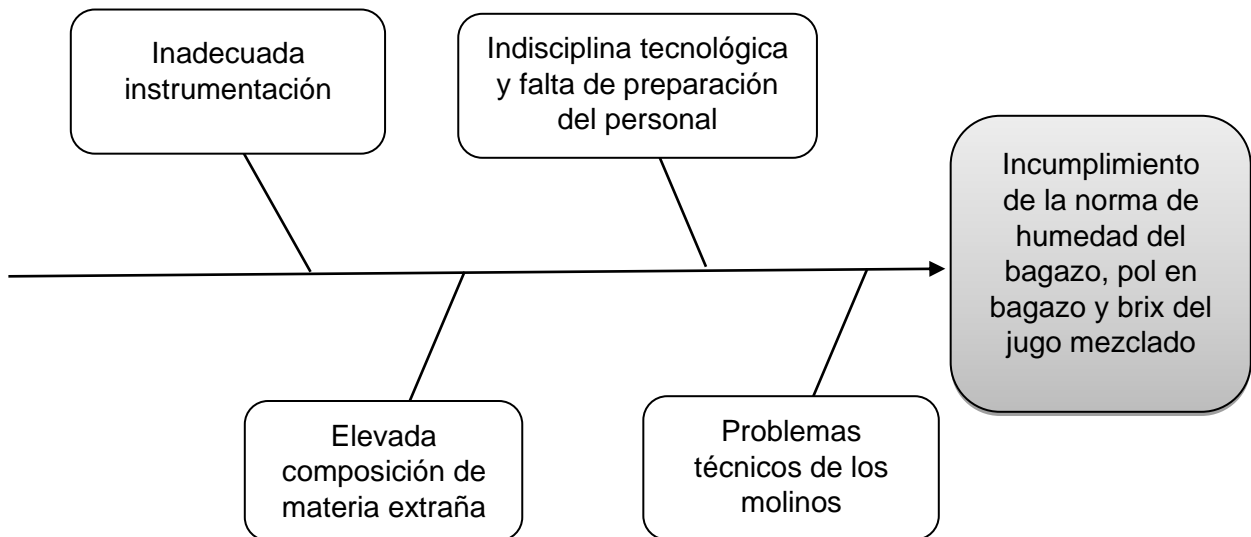 Inadecuada
instrumentación
Indisciplina tecnológica
y falta de preparación
del personal
Incumplimiento
de la norma de
humedad del
bagazo, pol en
bagazo y brix del
jugo mezclado
Elevada
composición de
materia extraña
Problemas
técnicos de los
molinos